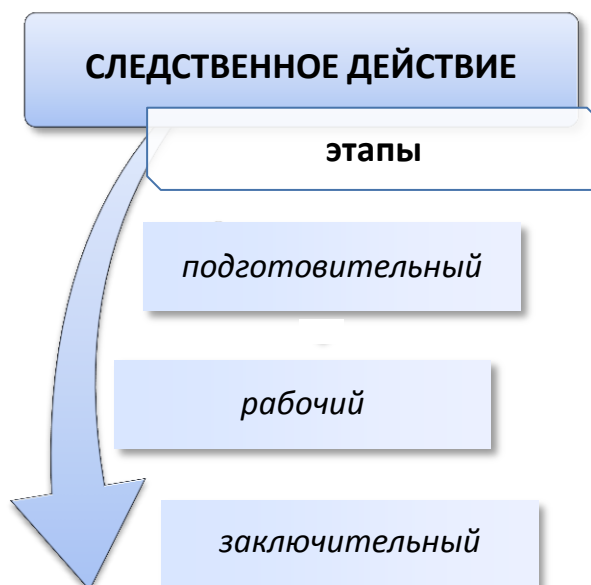 СЛЕДСТВЕННОЕ ДЕЙСТВИЕ
этапы
подготовительный
рабочий
заключительный